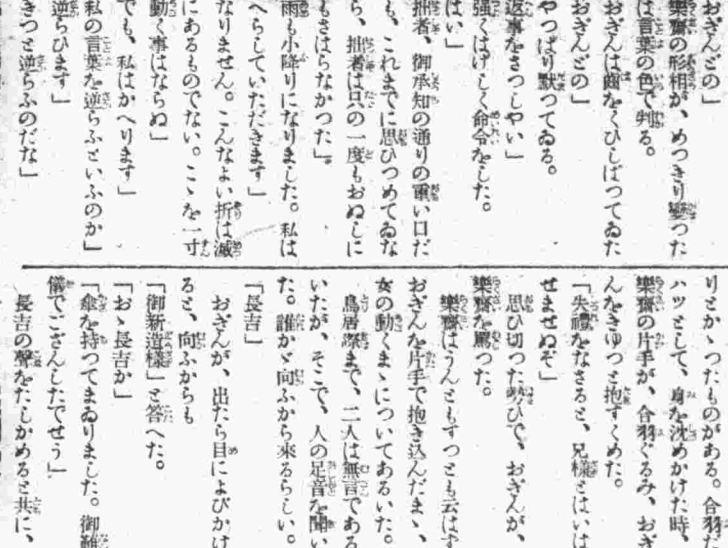 おぎんどの」
樂齋の形相が、めつきり變つた
は言葉の色で判る。
おぎんは齒をくひしばつてゐた
おぎんどの」
やつぱり默つてゐる。
返事をさつしやい」
强くはげしく命令をした。
はい」
拙者、御承知の通りの重い口だ
も、これまでに思ひつめてゐな
ら、拙者は只の一度もおぬしに
もさはらなかつた」。
雨も小降りになりました。私は
へらしていただきます」
なりません。こんなよい折は滅
にあるものでない。こゝを一寸
動く事はならぬ」
でも、私はかへります」
私の言葉を逆らふといふのか」
逆らひます」
きつと逆らふのだな」
りとかゝつたものがある。合羽だ
ハツとして、身を沈めかけた時、
樂齋の片手が、合羽ぐるみ、おぎ
んをきゆつと抱すくめた。
「失禮をなさると、兄樣とはいは
せませぬぞ」
思ひ切つた勢ひで、おぎんが、
樂齋を罵つた。
樂齋はうんともすつとも云はず
おぎんを片手で抱き込んだまゝ、
女の動くまゝについてあるいた。
鳥居際まで、二人は無言である
いたが、そこで、人の足音を聞い
た。誰かゞ向ふから來るらしい。
「長吉」
おぎんが、出たら目によびかけ
ると、向ふからも
「御新造樣」と答へた。
「おゝ長吉か」
「傘を持つてまゐりました。御難
儀でござんしたでせう」
長吉の聲をたしかめると共に、